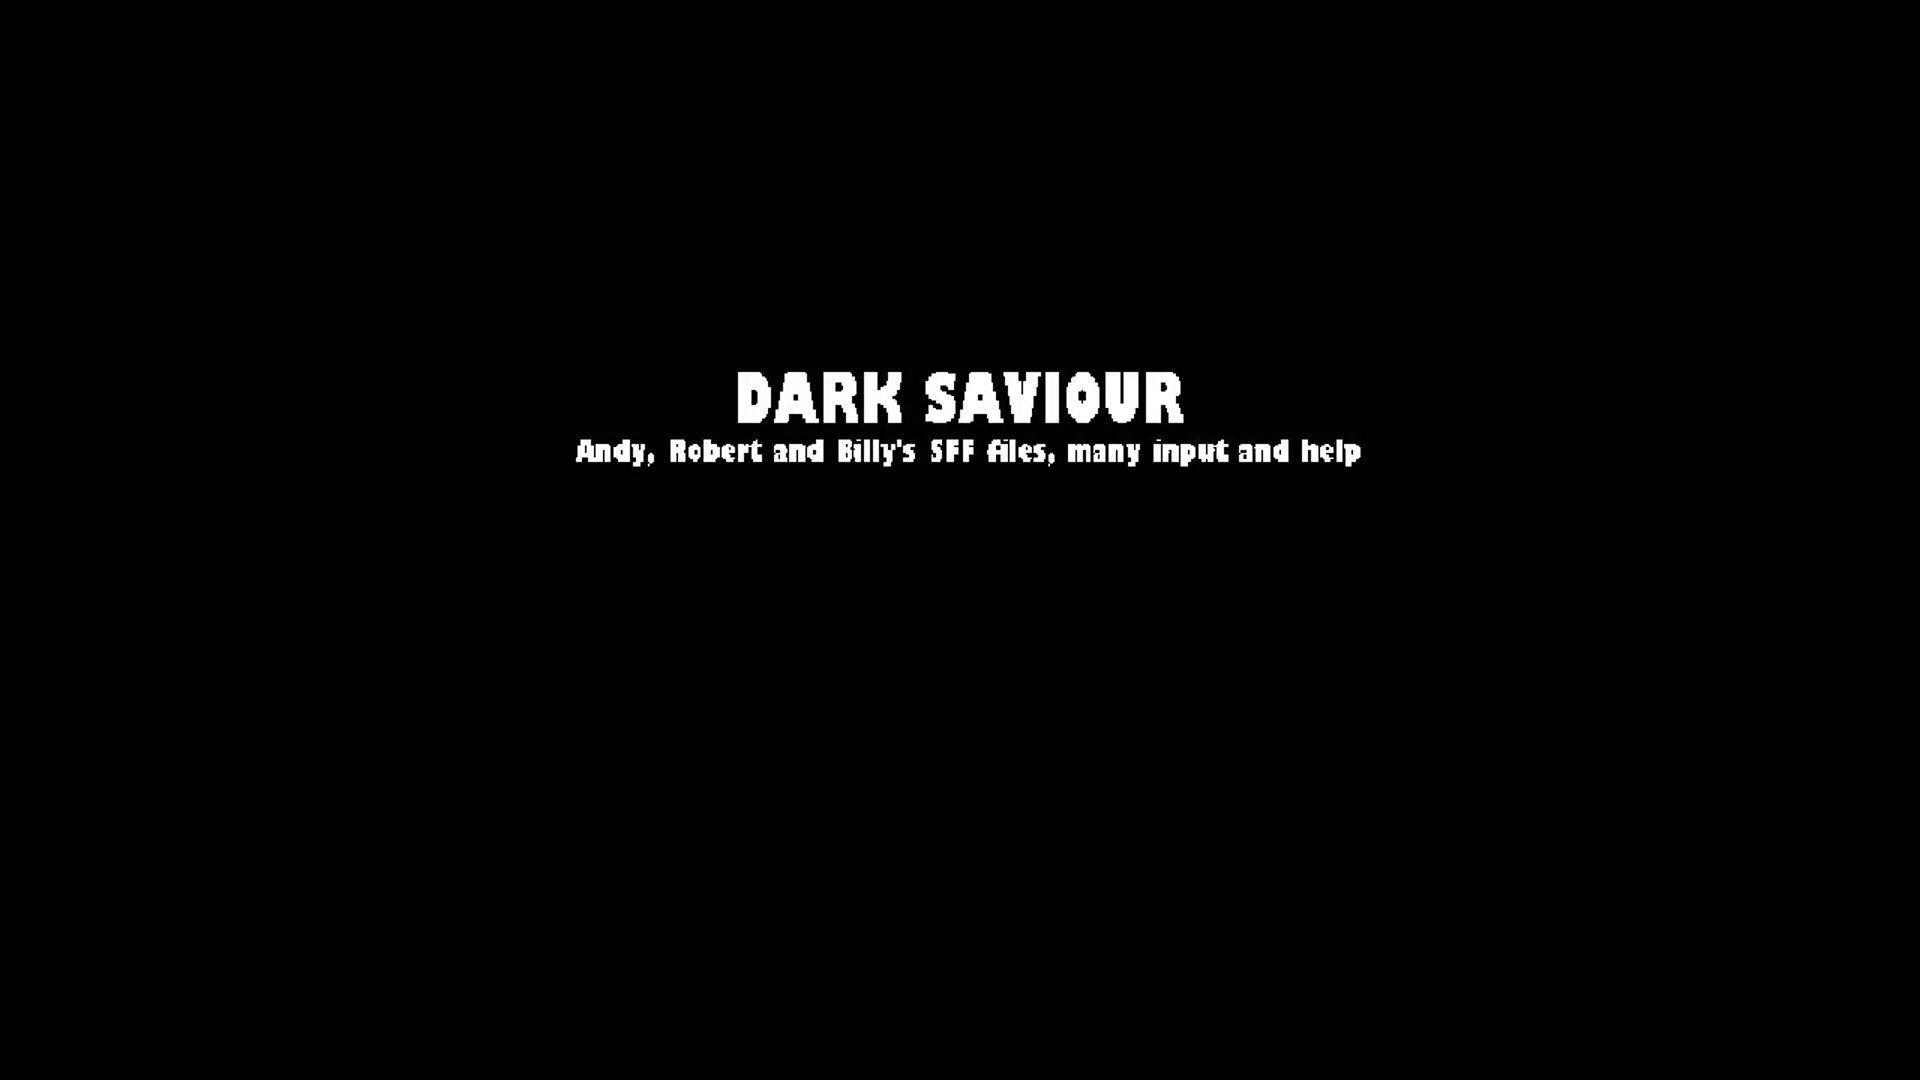 DARK SAVIOUR
Andy, Robert and Billy's SFF files, many input and help